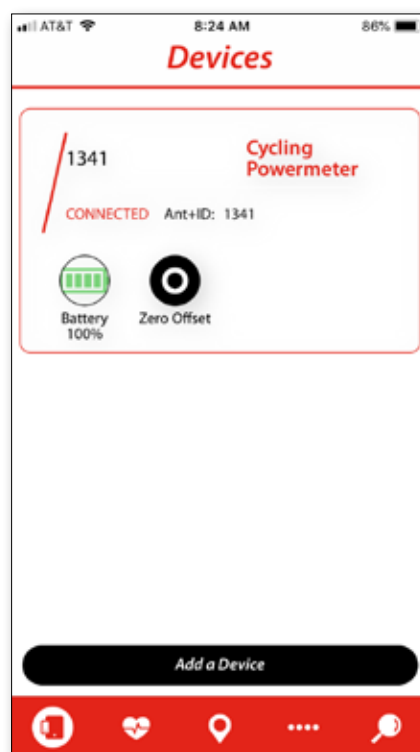 AT&T 8:24 AM 86%
Devices
1341
Cycling
Powermeter
CONNECTED Ant+ID: 1341
Battery
100%
Zero Offset
Add a Device